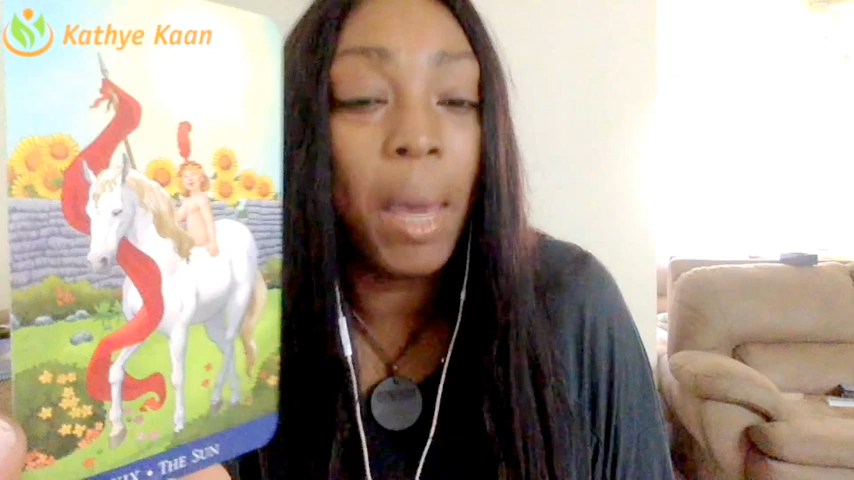 Kathye Kaan
XIX • THE SUN